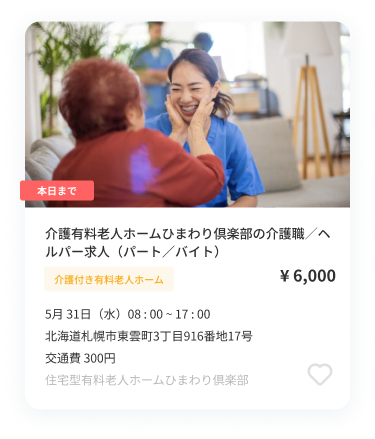 本日まで
介護有料老人ホームひまわり倶楽部の介護職／ヘ
ルパー求人（パート／バイト）
介護付き有料老人ホーム
¥ 6,000
5月 31日（水）08 : 00 ~ 17 : 00
北海道札幌市東雲町3丁目916番地17号
交通費 300円
住宅型有料老人ホームひまわり倶楽部